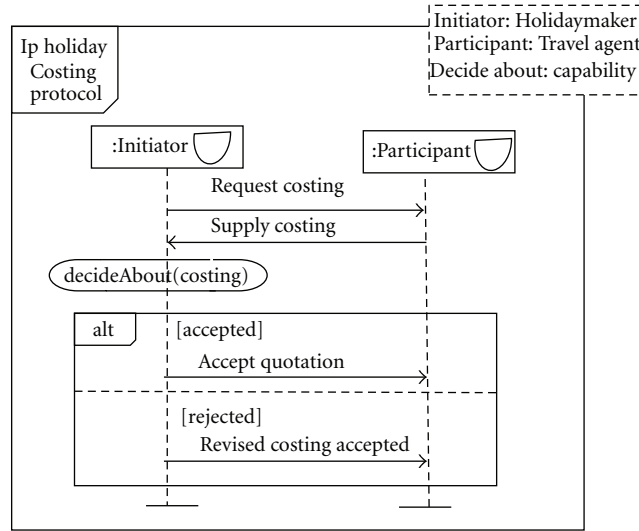 Initiator: Holidaymaker
Participant: Travel agent
Decide about: capability
Ip holiday
Costing
protocol
:Initiator
:Participant
Request costing
Supply costing
decideAbout(costing)
alt
[accepted]
Accept quotation
[rejected]
Revised costing accepted